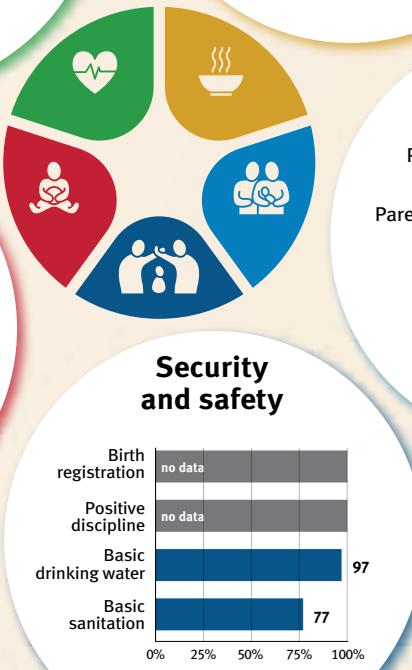 Pare
Security
and safety
Birth
registration
no data
Positive
discipline
no data
Basic
drinking water
97
Basic
sanitation
77
0% 25% 50% 75% 100%